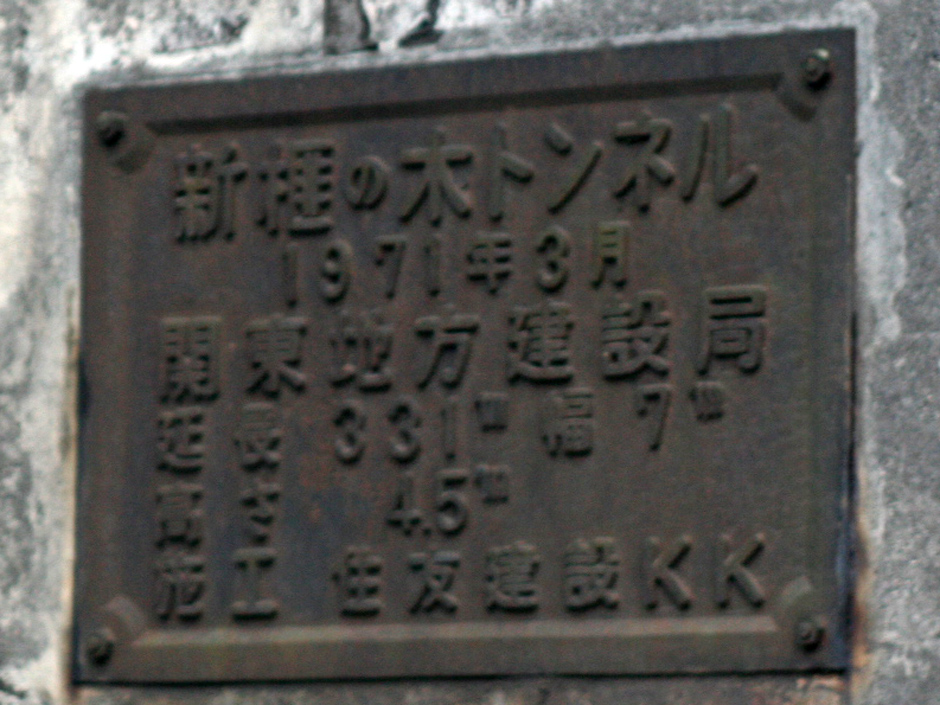 新榧の木トンネル
1971年3月
関東地方建設局
延長 331m 幅 7m
高さ 4.5m
施工 住友建設KK